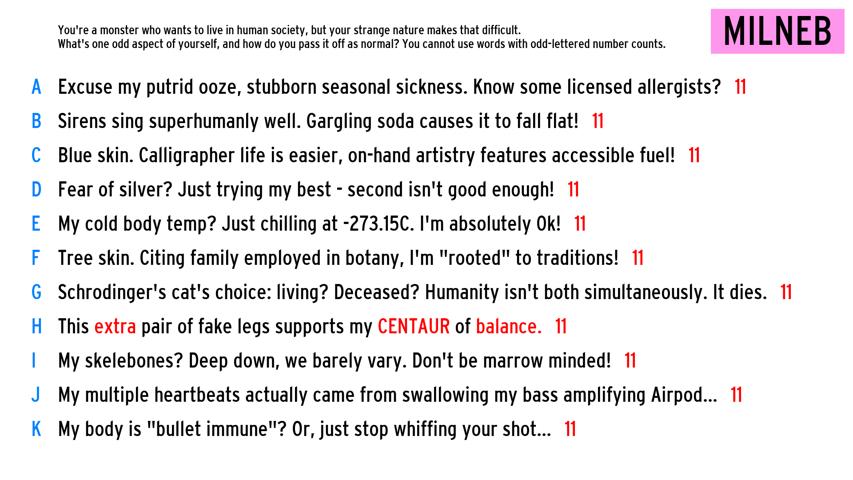 You're a monster who wants to live in human society, but your strange nature makes that difficult.
What's one odd aspect of yourself, and how do you pass it off as normal? You cannot use words with odd-lettered number counts.
MILNEB
A Excuse my putrid ooze, stubborn seasonal sickness. Know some licensed allergists? 11
B Sirens sing superhumanly well. Gargling soda causes it to fall flat! 11
C Blue skin. Calligrapher life is easier, on-hand artistry features accessible fuel! 11
D Fear of silver? Just trying my best - second isn't good enough! 11
E My cold body temp? Just chilling at -273.15C. I'm absolutely 0k! 11
F Tree skin. Citing family employed in botany, I'm "rooted" to traditions! 11
G Schrodinger's cat's choice: living? Deceased? Humanity isn't both simultaneously. It dies. 11
H This extra pair of fake legs supports my CENTAUR of balance. 11
I My skelebones? Deep down, we barely vary. Don't be marrow minded! 11
J My multiple heartbeats actually came from swallowing my bass amplifying Airpod... 11
K My body is "bullet immune"? Or, just stop whiffing your shot... 11